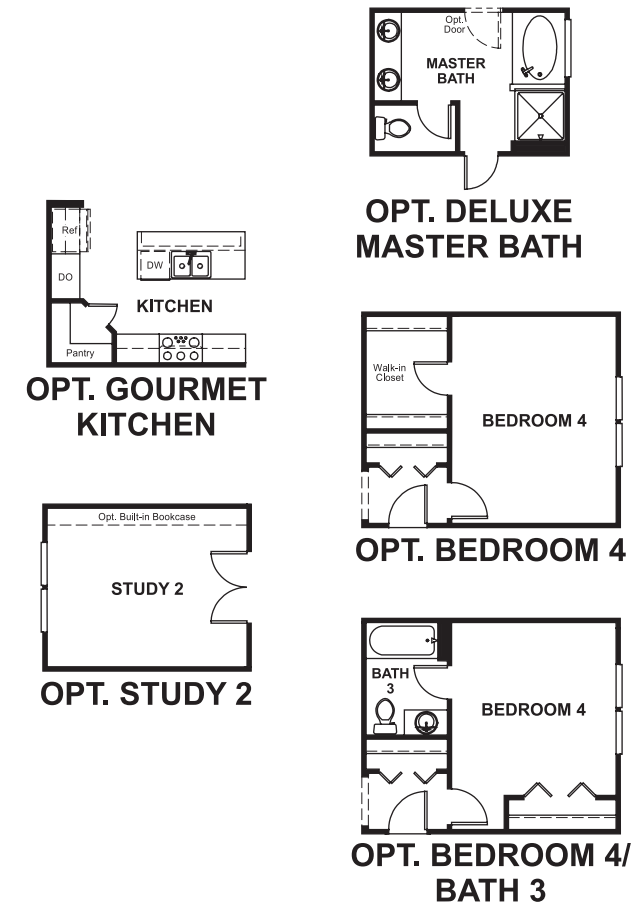 Opt.
Door
MASTER
BATH
OPT. DELUXE
MASTER BATH
Ref
DW
DO
KITCHEN
Pantry
OPT. GOURMET
KITCHEN
Walk-in
Closet
BEDROOM 4
OPT. BEDROOM 4
Opt. Built-in Bookcase
STUDY 2
OPT. STUDY 2
BATH
3
BEDROOM 4
OPT. BEDROOM 4/
BATH 3